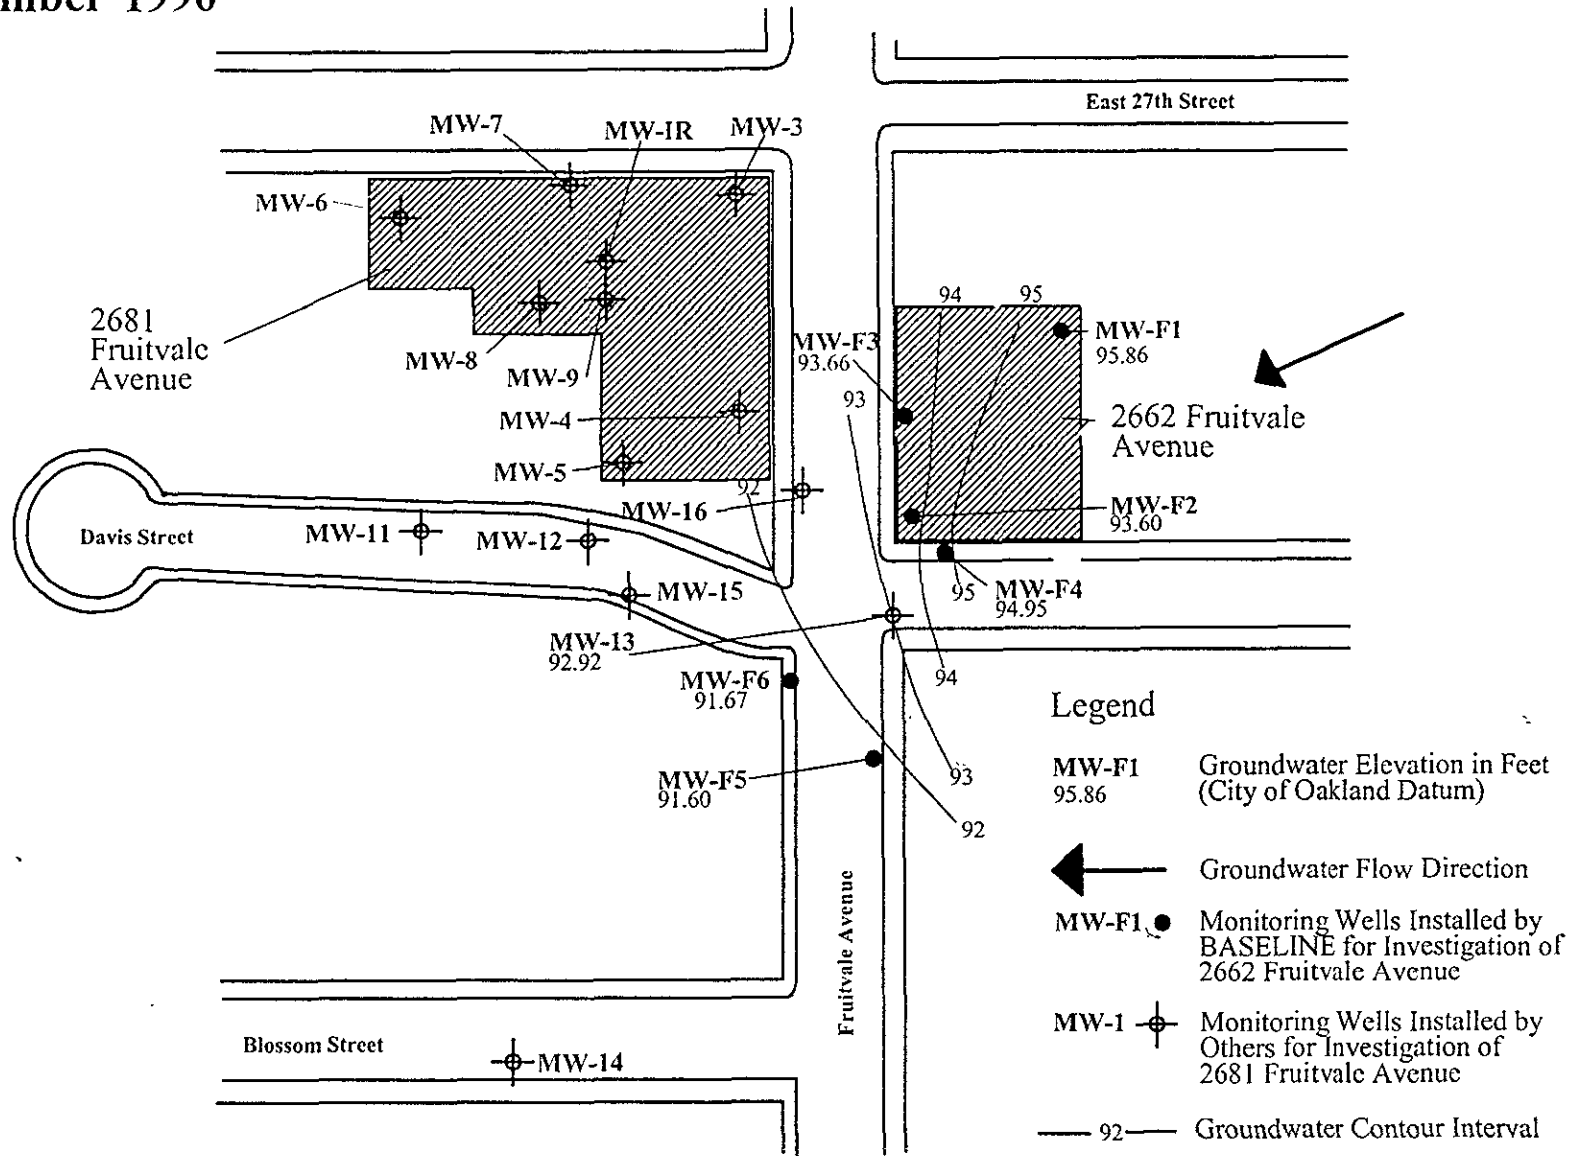 1996
East 27th Street
MW-7
MW-IR
MW-3
MW-6
2681
Fruitvale
Avenue
MW-8
MW-9
MW-4
MW-5
92
MW-16
94
95
MW-F3
93.66
93
MW-F1
95.86
2662 Fruitvale
Avenue
MW-F2
93.60
Davis Street
MW-11
MW-12
MW-15
95
MW-F4
94.95
MW-13
92.92
94
MW-F6
91.67
MW-F5
91.60
93
92
Fruitvale Avenue
Blossom Street
MW-14
Legend
MW-F1
95.86
Groundwater Elevation in Feet
(City of Oakland Datum)
Groundwater Flow Direction
MW-F1
Monitoring Wells Installed by
BASELINE for Investigation of
2662 Fruitvale Avenue
MW-1
Monitoring Wells Installed by
Others for Investigation of
2681 Fruitvale Avenue
92
Groundwater Contour Interval